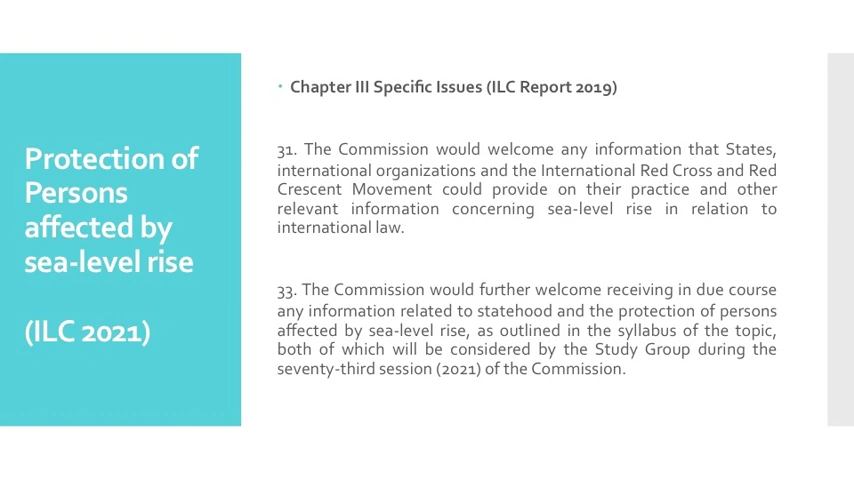 Protection of
Persons
affected by
sea-level rise
(ILC 2021)
• Chapter III Specific Issues (ILC Report 2019)
31. The Commission would welcome any information that States,
international organizations and the International Red Cross and Red
Crescent Movement could provide on their practice and other
relevant information concerning sea-level rise in relation to
international law.
33. The Commission would further welcome receiving in due course
any information related to statehood and the protection of persons
affected by sea-level rise, as outlined in the syllabus of the topic,
both of which will be considered by the Study Group during the
seventy-third session (2021) of the Commission.